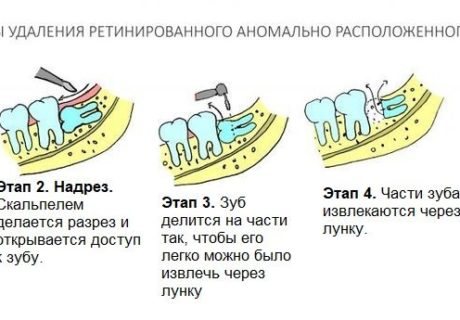 Ы УДАЛЕНИЯ РЕТИНИРОВАННОГО АНОМАЛЬНО РАСПОЛОЖЕННОГ
Этап 2. Надрез.
Скальпелем
делается разрез и
открывается доступ
к зубу.
Этап 3. Зуб
делится на части
так, чтобы его
легко можно было
извлечь через
лунку
Этап 4. Части зуба
извлекаются через
лунку.